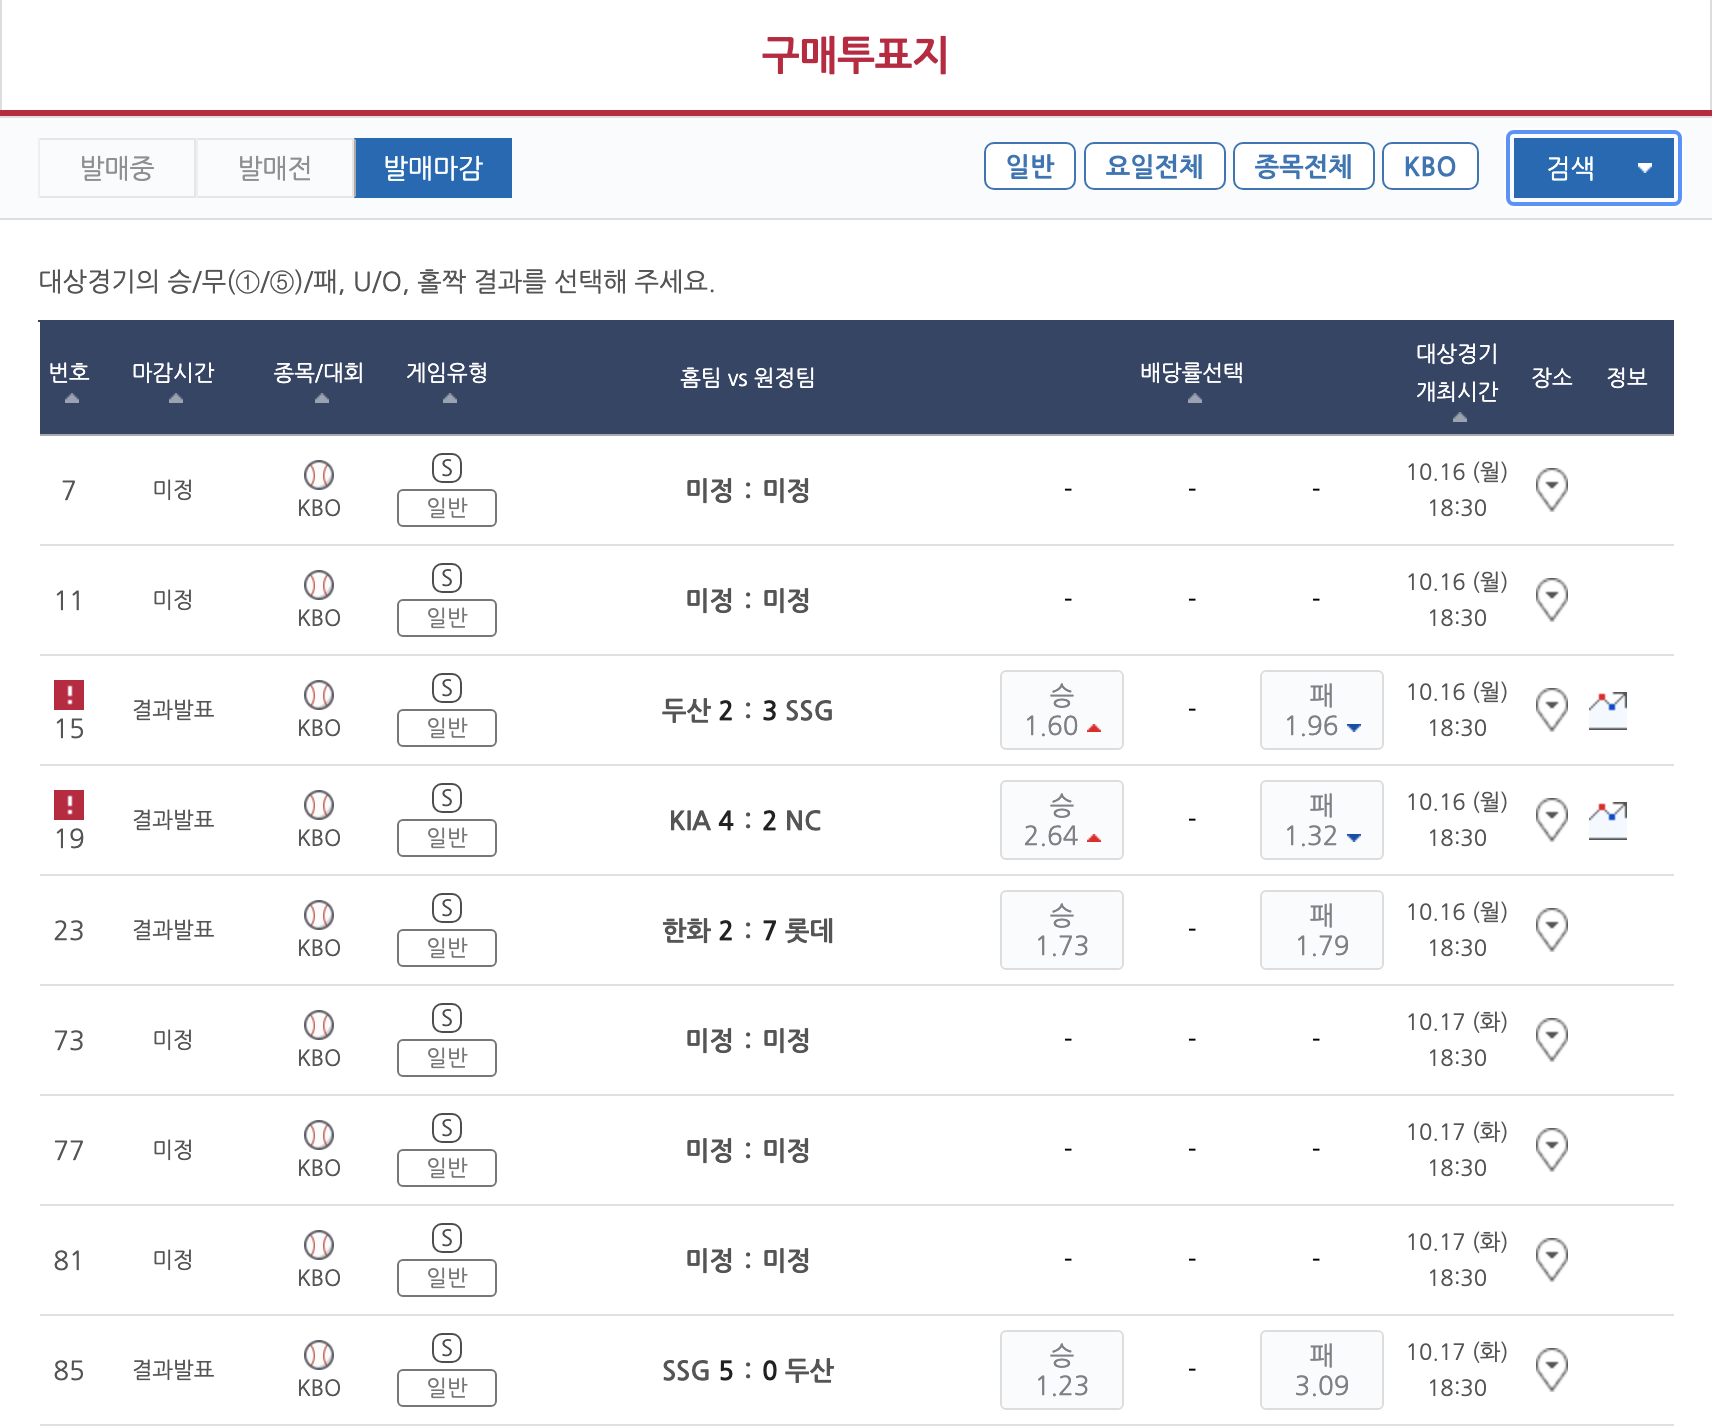 구매투표지
발매중 발매전 발매마감 일반 요일전체 종목전체 KBO 검색
대상경기의 승/무(①/⑤)/패, U/O, 홀짝 결과를 선택해 주세요.
번호 마감시간 종목/대회 게임유형 홈팀 vs 원정팀 배당률선택 대상경기 개최시간 장소 정보
7 미정 KBO S 일반 미정 : 미정 - - - 10.16 (월) 18:30
11 미정 KBO S 일반 미정 : 미정 - - - 10.16 (월) 18:30
! 15 결과발표 KBO S 일반 두산 2 : 3 SSG 승 1.60 - 패 1.96 10.16 (월) 18:30
! 19 결과발표 KBO S 일반 KIA 4 : 2 NC 승 2.64 - 패 1.32 10.16 (월) 18:30
23 결과발표 KBO S 일반 한화 2 : 7 롯데 승 1.73 - 패 1.79 10.16 (월) 18:30
73 미정 KBO S 일반 미정 : 미정 - - - 10.17 (화) 18:30
77 미정 KBO S 일반 미정 : 미정 - - - 10.17 (화) 18:30
81 미정 KBO S 일반 미정 : 미정 - - - 10.17 (화) 18:30
85 결과발표 KBO S 일반 SSG 5 : 0 두산 승 1.23 - 패 3.09 10.17 (화) 18:30